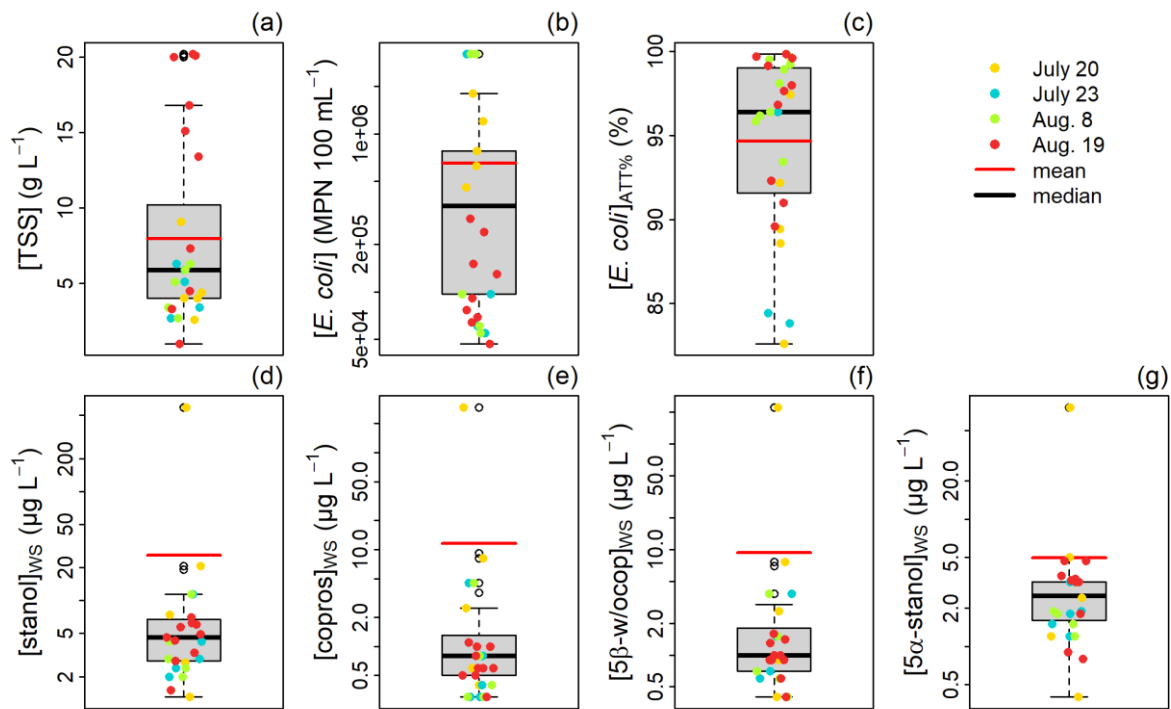 (a)
[TSS] (g L⁻¹)
20
15
10
5
(b)
[E. coli] (MPN 100 mL⁻¹)
1e+06
2e+05
5e+04
(c)
[E. coli]ATT% (%)
100
95
90
85
July 20
July 23
Aug. 8
Aug. 19
mean
median
(d)
[stanol]WS (µg L⁻¹)
200
50
20
10
5
2
(e)
[copros]WS (µg L⁻¹)
50.0
10.0
2.0
0.5
(f)
[5β-w/ocop]WS (µg L⁻¹)
50.0
10.0
2.0
0.5
(g)
[5α-stanol]WS (µg L⁻¹)
20.0
5.0
2.0
0.5